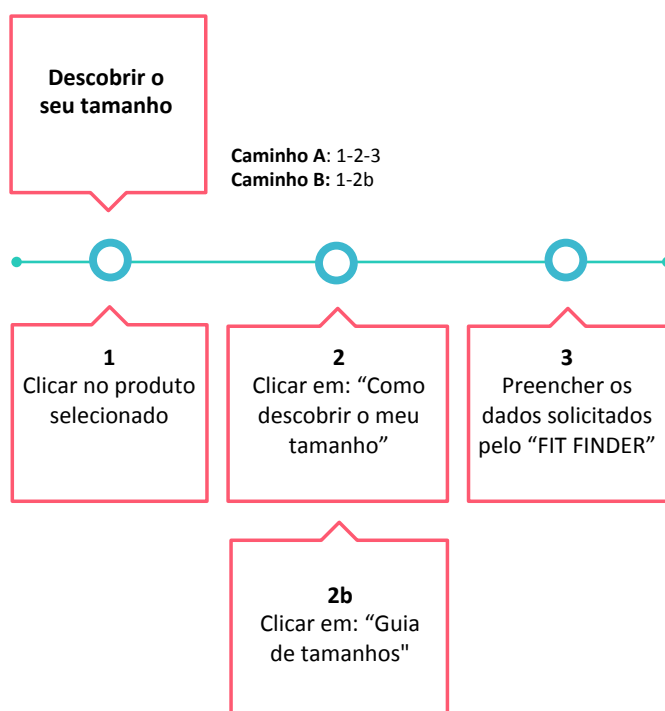 Descobrir o
seu tamanho
Caminho A: 1-2-3
Caminho B: 1-2b
1
Clicar no produto
selecionado
2
Clicar em: “Como
descobrir o meu
tamanho”
3
Preencher os
dados solicitados
pelo “FIT FINDER”
2b
Clicar em: “Guia
de tamanhos"